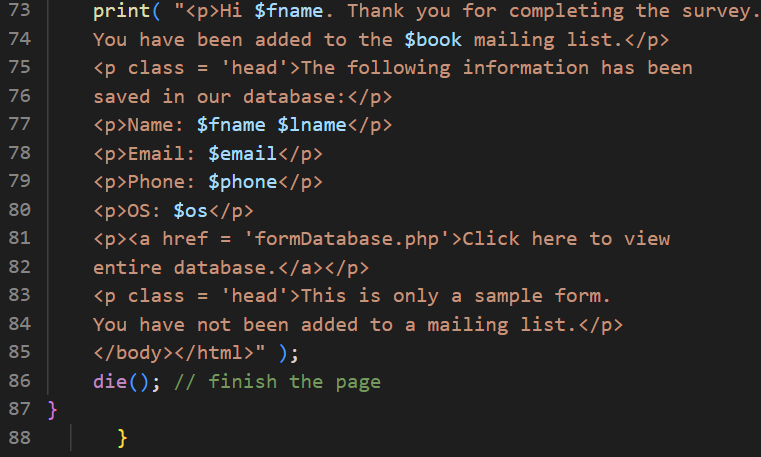 73 print( "<p>Hi $fname. Thank you for completing the survey.
74 You have been added to the $book mailing list.</p>
75 <p class = 'head'>The following information has been
76 saved in our database:</p>
77 <p>Name: $fname $lname</p>
78 <p>Email: $email</p>
79 <p>Phone: $phone</p>
80 <p>OS: $os</p>
81 <p><a href = 'formDatabase.php'>Click here to view
82 entire database.</a></p>
83 <p class = 'head'>This is only a sample form.
84 You have not been added to a mailing list.</p>
85 </body></html>" );
86 die(); // finish the page
87 }
88 }